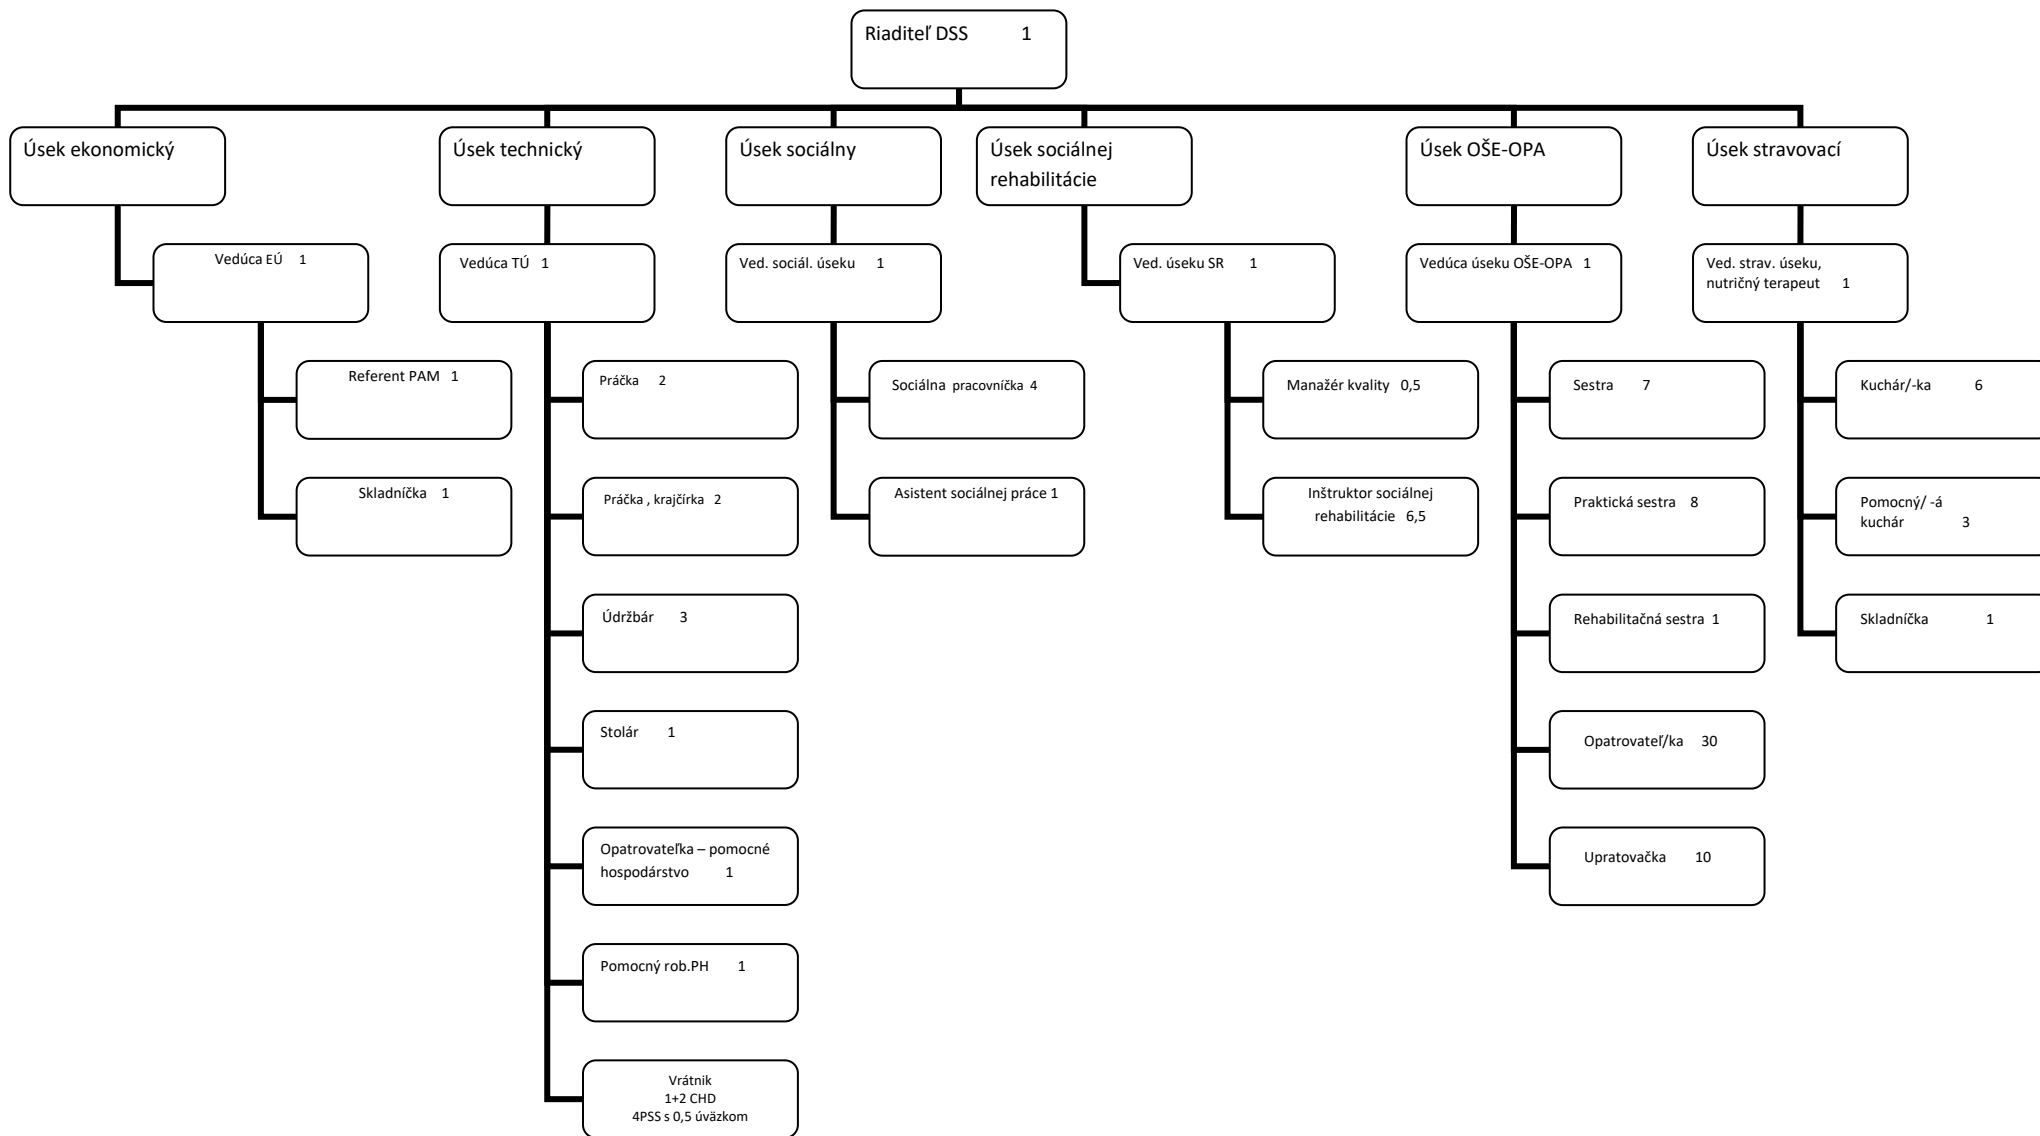 Riaditeľ DSS 1
Úsek ekonomický
Vedúca EÚ 1
Referent PAM 1
Skladníčka 1
Úsek technický
Vedúca TÚ 1
Práčka 2
Práčka , krajčírka 2
Údržbár 3
Stolár 1
Opatrovateľka – pomocné
hospodárstvo 1
Pomocný rob.PH 1
Vrátnik
1+2 CHD
4PSS s 0,5 úväzkom
Úsek sociálny
Ved. sociál. úseku 1
Sociálna pracovníčka 4
Asistent sociálnej práce 1
Úsek sociálnej
rehabilitácie
Ved. úseku SR 1
Manažér kvality 0,5
Inštruktor sociálnej
rehabilitácie 6,5
Úsek OŠE-OPA
Vedúca úseku OŠE-OPA 1
Sestra 7
Praktická sestra 8
Rehabilitačná sestra 1
Opatrovateľ/ka 30
Upratovačka 10
Úsek stravovací
Ved. strav. úseku,
nutričný terapeut 1
Kuchár/-ka 6
Pomocný/ -á
kuchár 3
Skladníčka 1